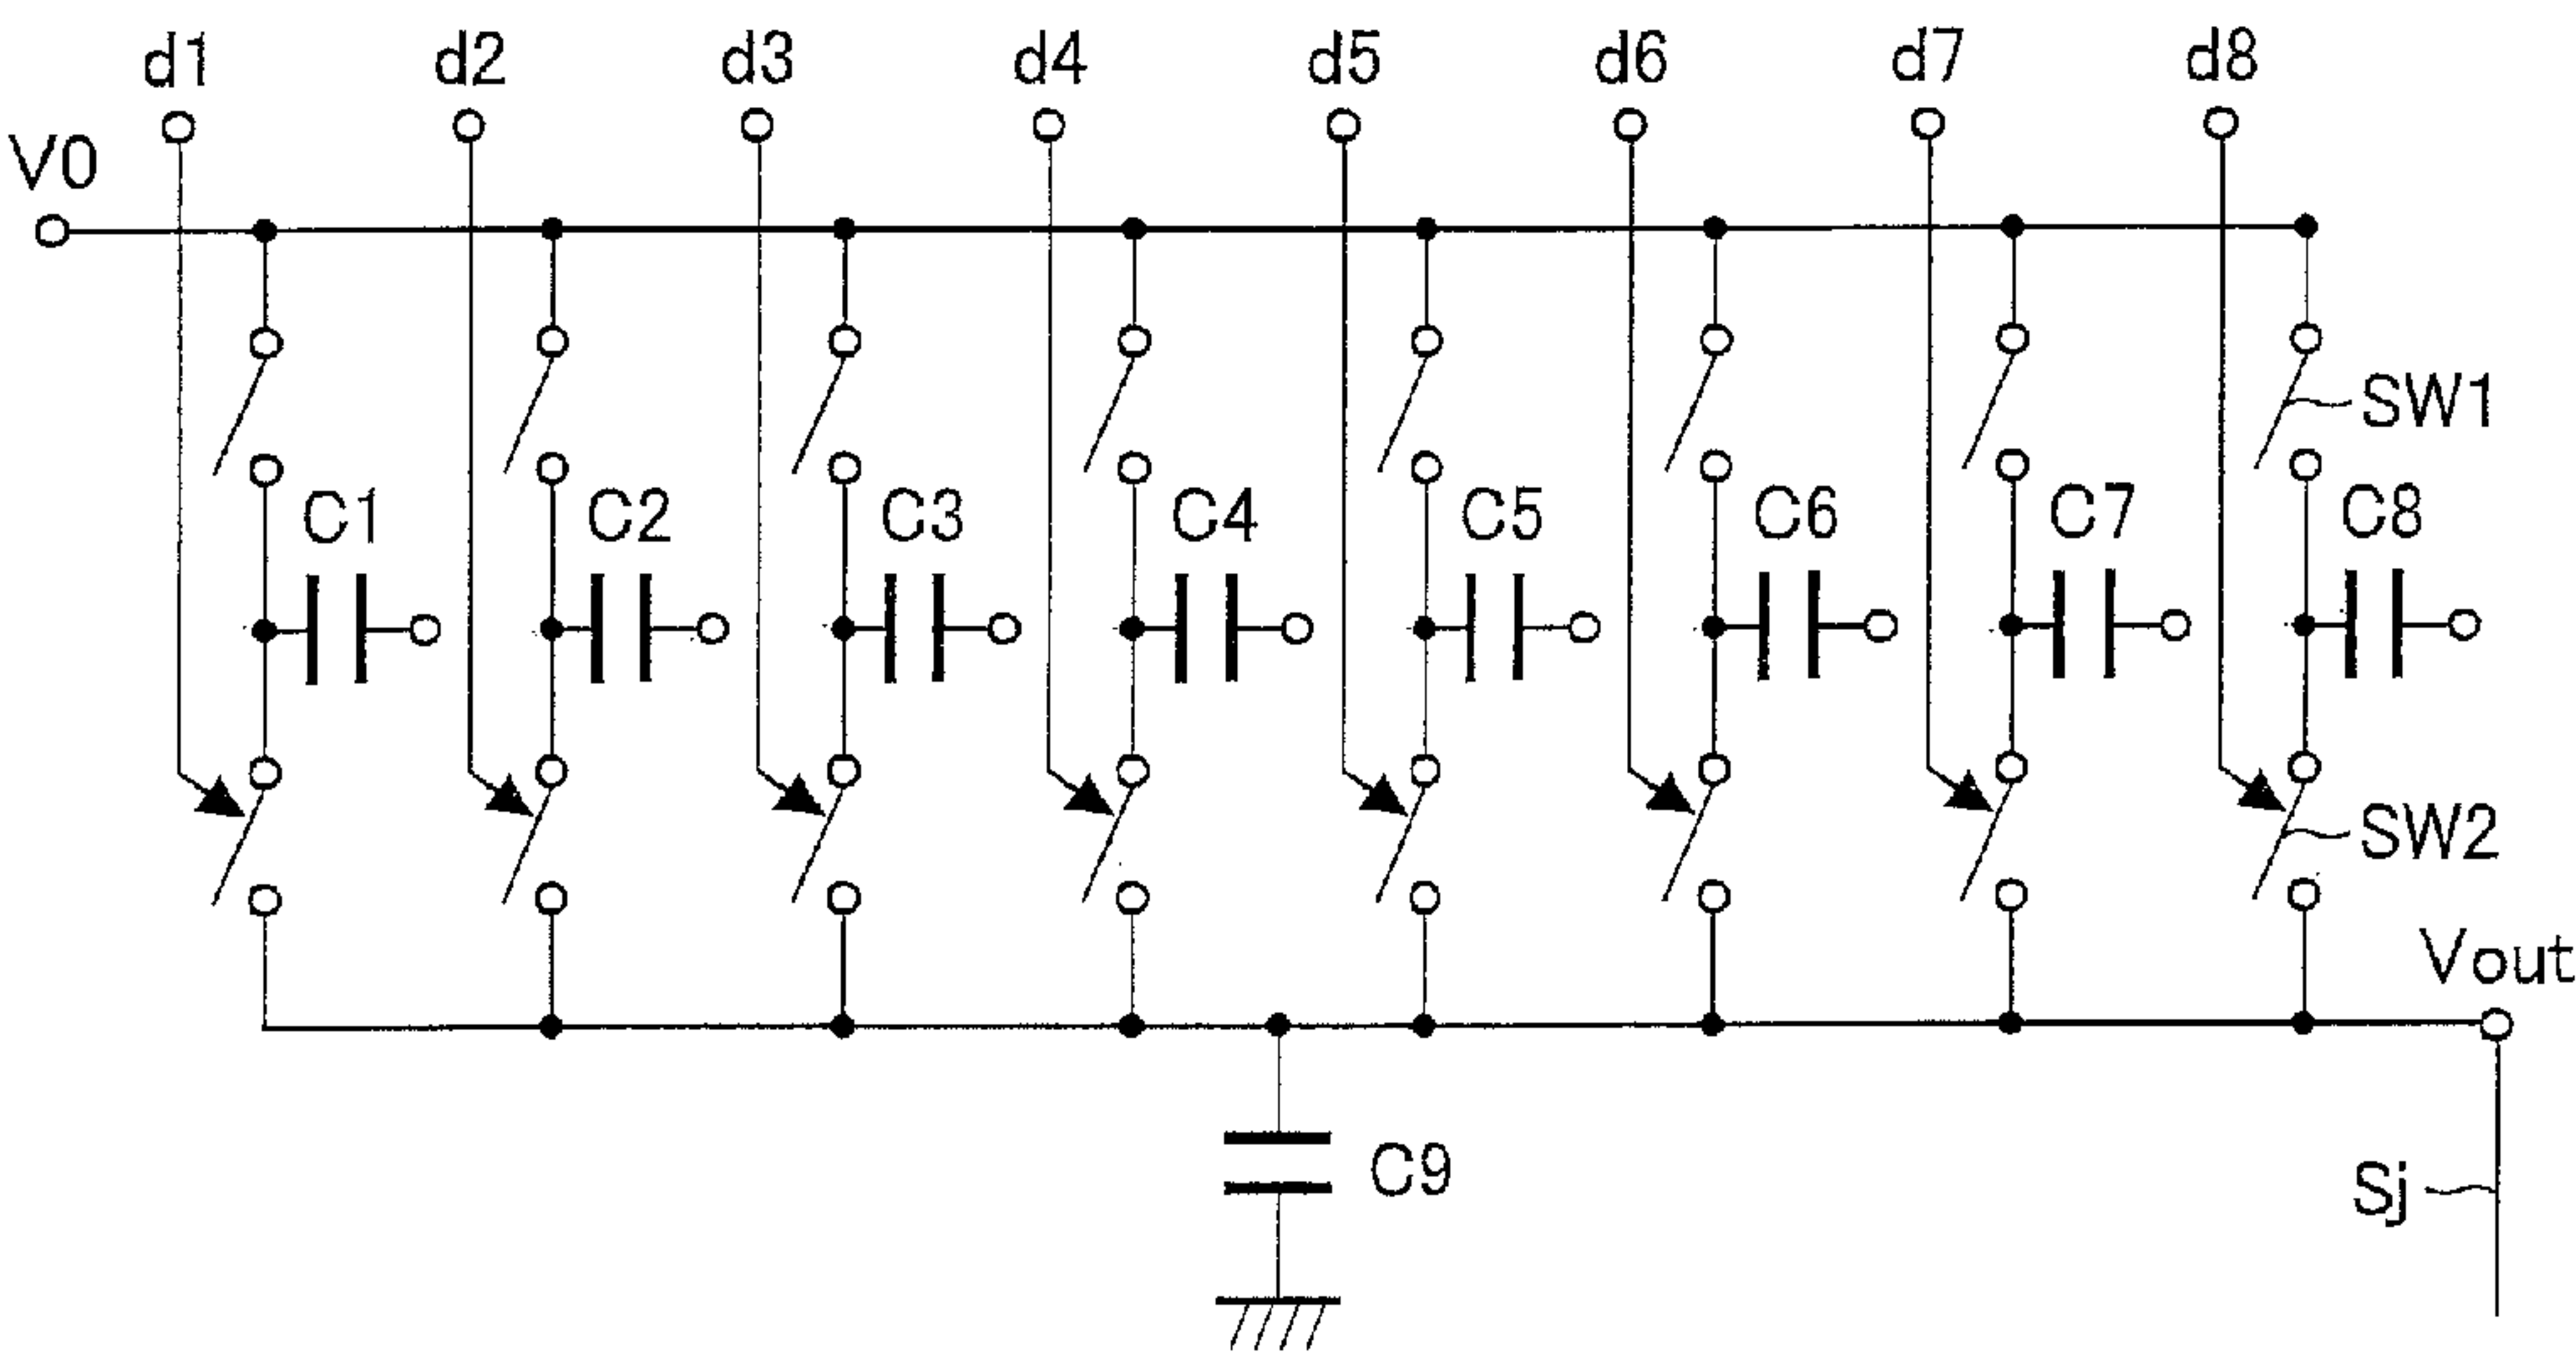 d1 d2 d3 d4 d5 d6 d7 d8
V0
SW1
C1 C2 C3 C4 C5 C6 C7 C8
SW2
Vout
C9
Sj